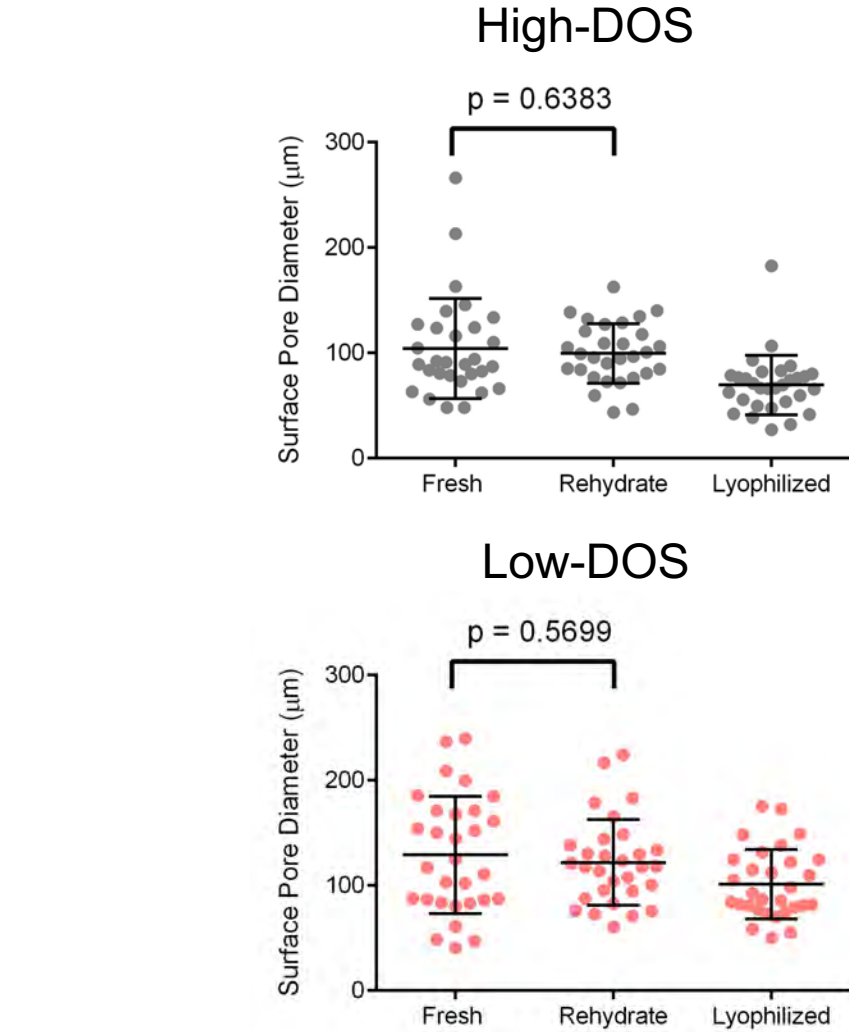 High-DOS
p = 0.6383
Surface Pore Diameter (μm)
300
200
100
0
Fresh Rehydrate Lyophilized
Low-DOS
p = 0.5699
Surface Pore Diameter (μm)
300
200
100
0
Fresh Rehydrate Lyophilized